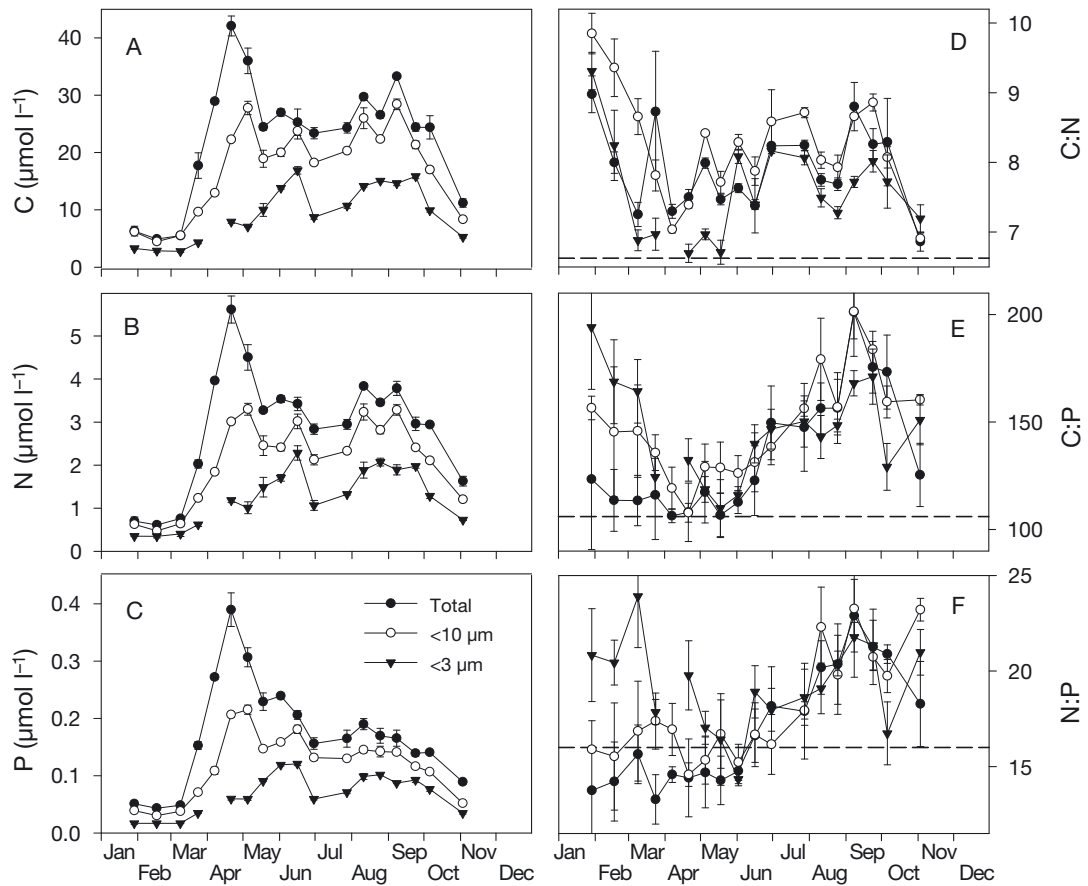 A
C (µmol l⁻¹)
40
30
20
10
0
D
C:N
10
9
8
7
B
N (µmol l⁻¹)
5
4
3
2
1
0
E
C:P
200
150
100
C
P (µmol l⁻¹)
0.4
0.3
0.2
0.1
0.0
Total
<10 µm
<3 µm
F
N:P
25
20
15
Jan Mar May Jul Sep Nov
Feb Apr Jun Aug Oct Dec
Jan Mar May Jul Sep Nov
Feb Apr Jun Aug Oct Dec